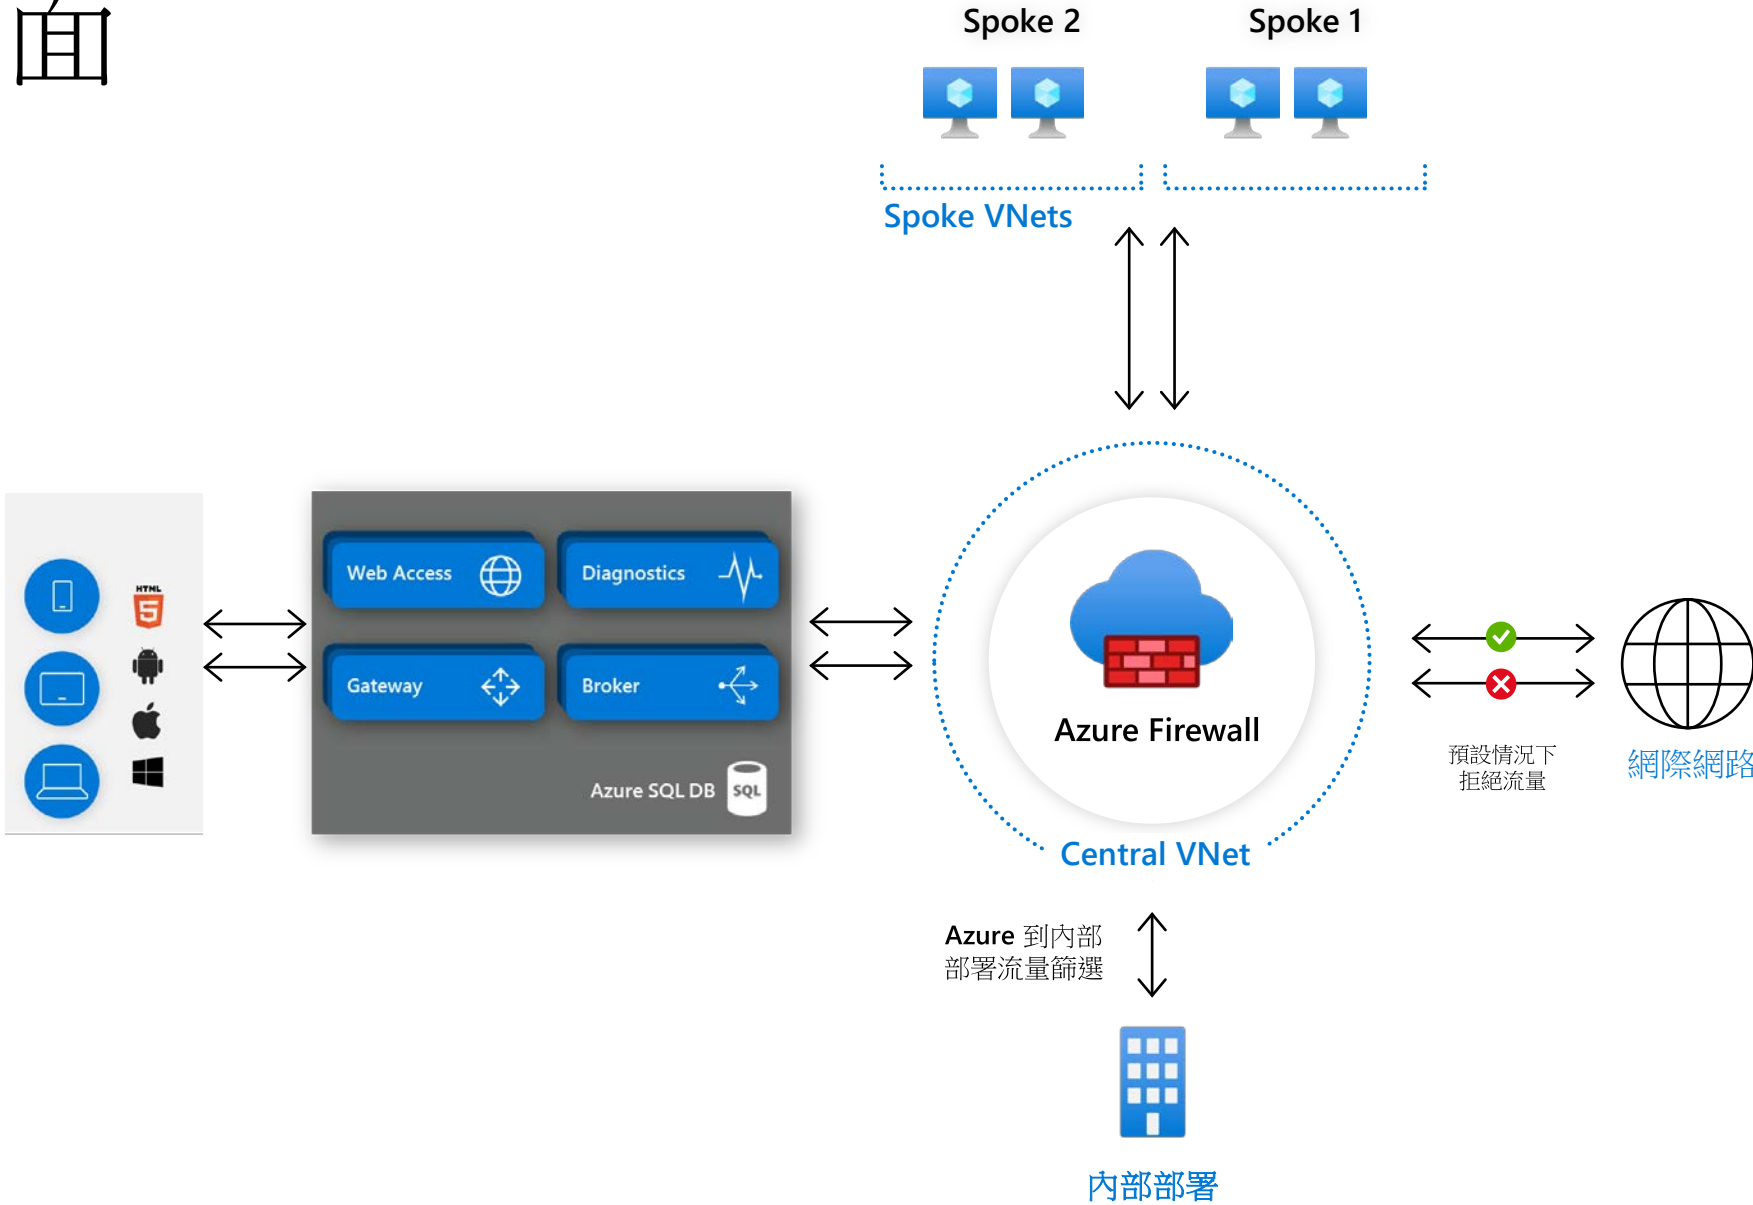 面
Spoke 2
Spoke 1
Spoke VNets
HTML
5
Web Access
Diagnostics
Gateway
Broker
Azure SQL DB
SQL
Azure Firewall
Central VNet
預設情況下
拒絕流量
網際網路
Azure 到內部
部署流量篩選
內部部署